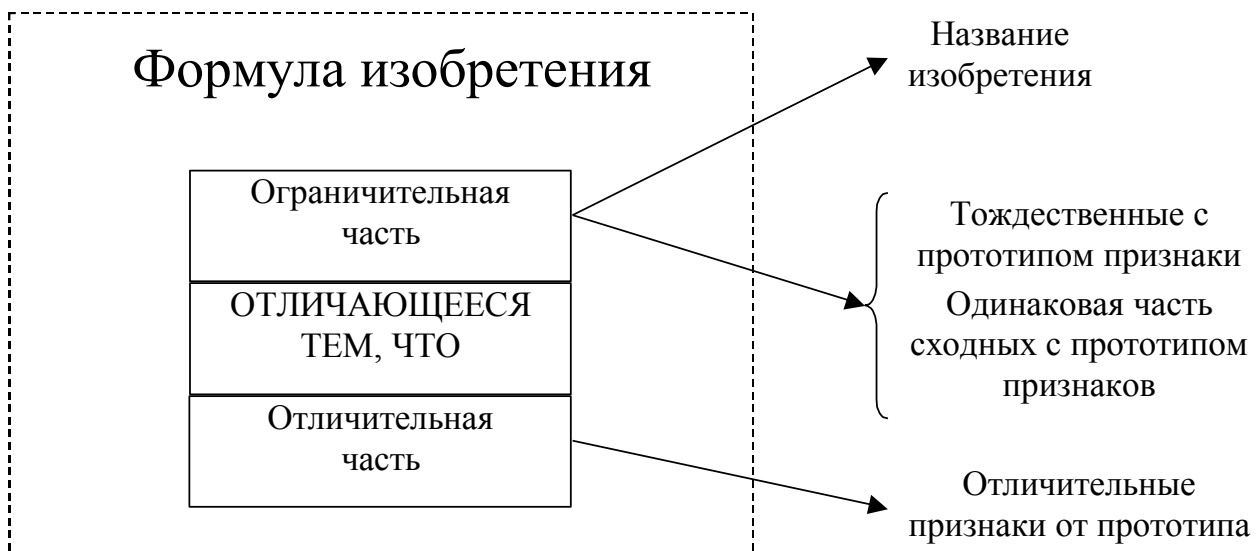 Формула изобретения
Ограничительная
часть
ОТЛИЧАЮЩЕЕСЯ
ТЕМ, ЧТО
Отличительная
часть
Название
изобретения
Тождественные с
прототипом признаки
Одинаковая часть
сходных с прототипом
признаков
Отличительные
признаки от прототипа